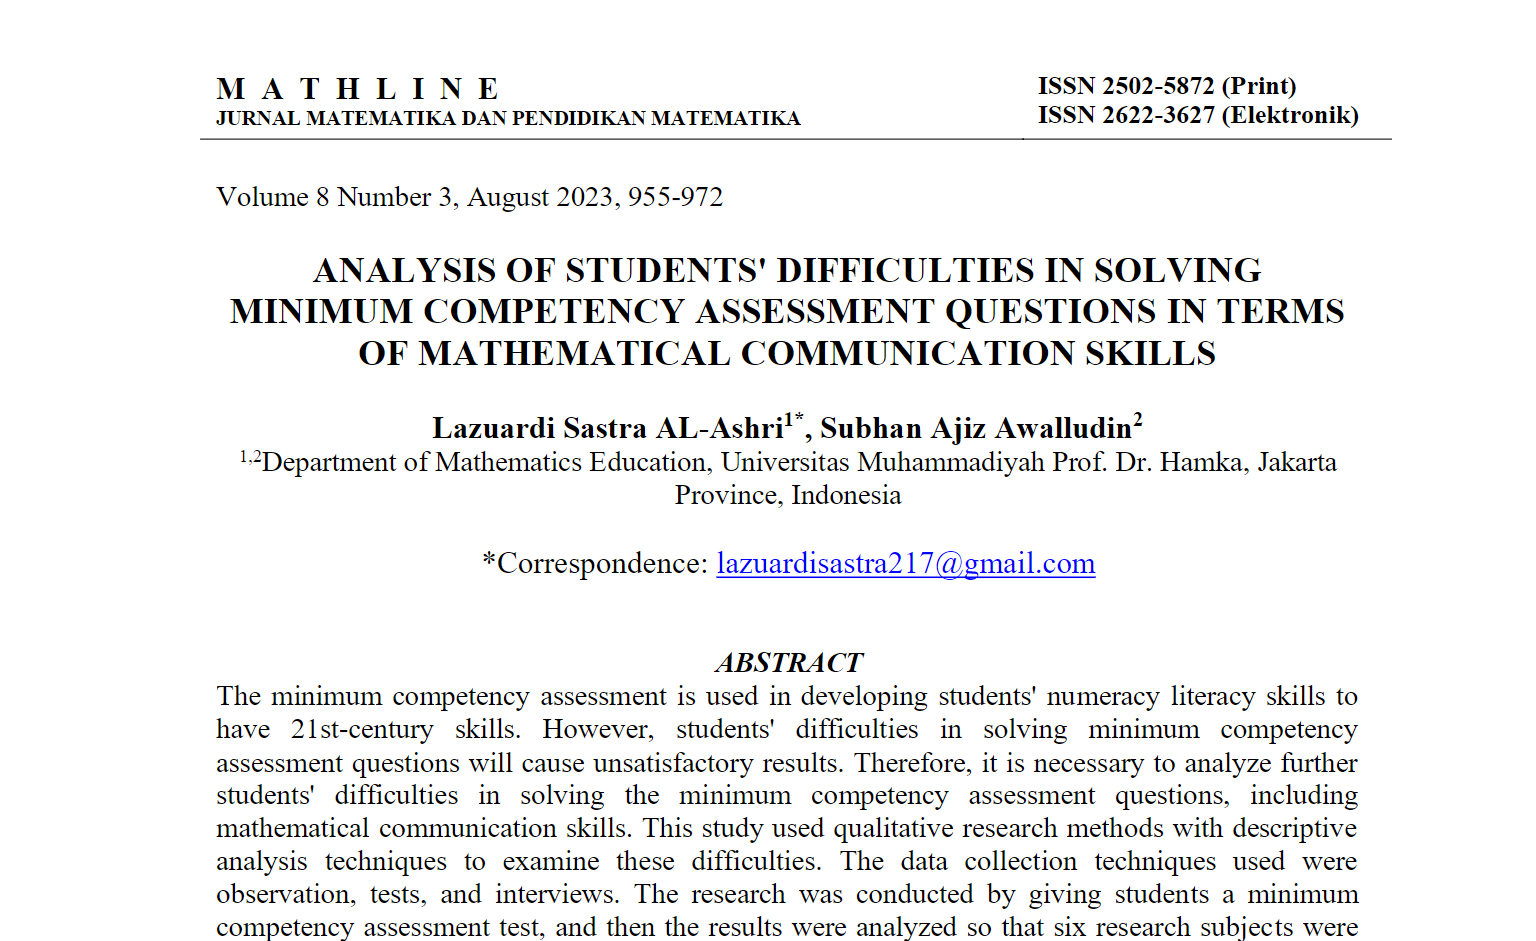 M A T H L I N E
JURNAL MATEMATIKA DAN PENDIDIKAN MATEMATIKA
ISSN 2502-5872 (Print)
ISSN 2622-3627 (Elektronik)
Volume 8 Number 3, August 2023, 955-972
ANALYSIS OF STUDENTS' DIFFICULTIES IN SOLVING
MINIMUM COMPETENCY ASSESSMENT QUESTIONS IN TERMS
OF MATHEMATICAL COMMUNICATION SKILLS
Lazuardi Sastra AL-Ashri1*, Subhan Ajiz Awalludin2
1,2Department of Mathematics Education, Universitas Muhammadiyah Prof. Dr. Hamka, Jakarta
Province, Indonesia
*Correspondence: lazuardisastra217@gmail.com
ABSTRACT
The minimum competency assessment is used in developing students' numeracy literacy skills to
have 21st-century skills. However, students' difficulties in solving minimum competency
assessment questions will cause unsatisfactory results. Therefore, it is necessary to analyze further
students' difficulties in solving the minimum competency assessment questions, including
mathematical communication skills. This study used qualitative research methods with descriptive
analysis techniques to examine these difficulties. The data collection techniques used were
observation, tests, and interviews. The research was conducted by giving students a minimum
competency assessment test, and then the results were analyzed so that six research subjects were